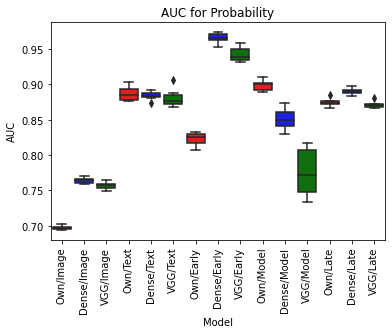 AUC for Probability
AUC
0.95
0.90
0.85
0.80
0.75
0.70
Own/Image
Dense/Image
VGG/Image
Own/Text
Dense/Text
VGG/Text
Own/Early
Dense/Early
VGG/Early
Own/Model
Dense/Model
VGG/Model
Own/Late
Dense/Late
VGG/Late
Model